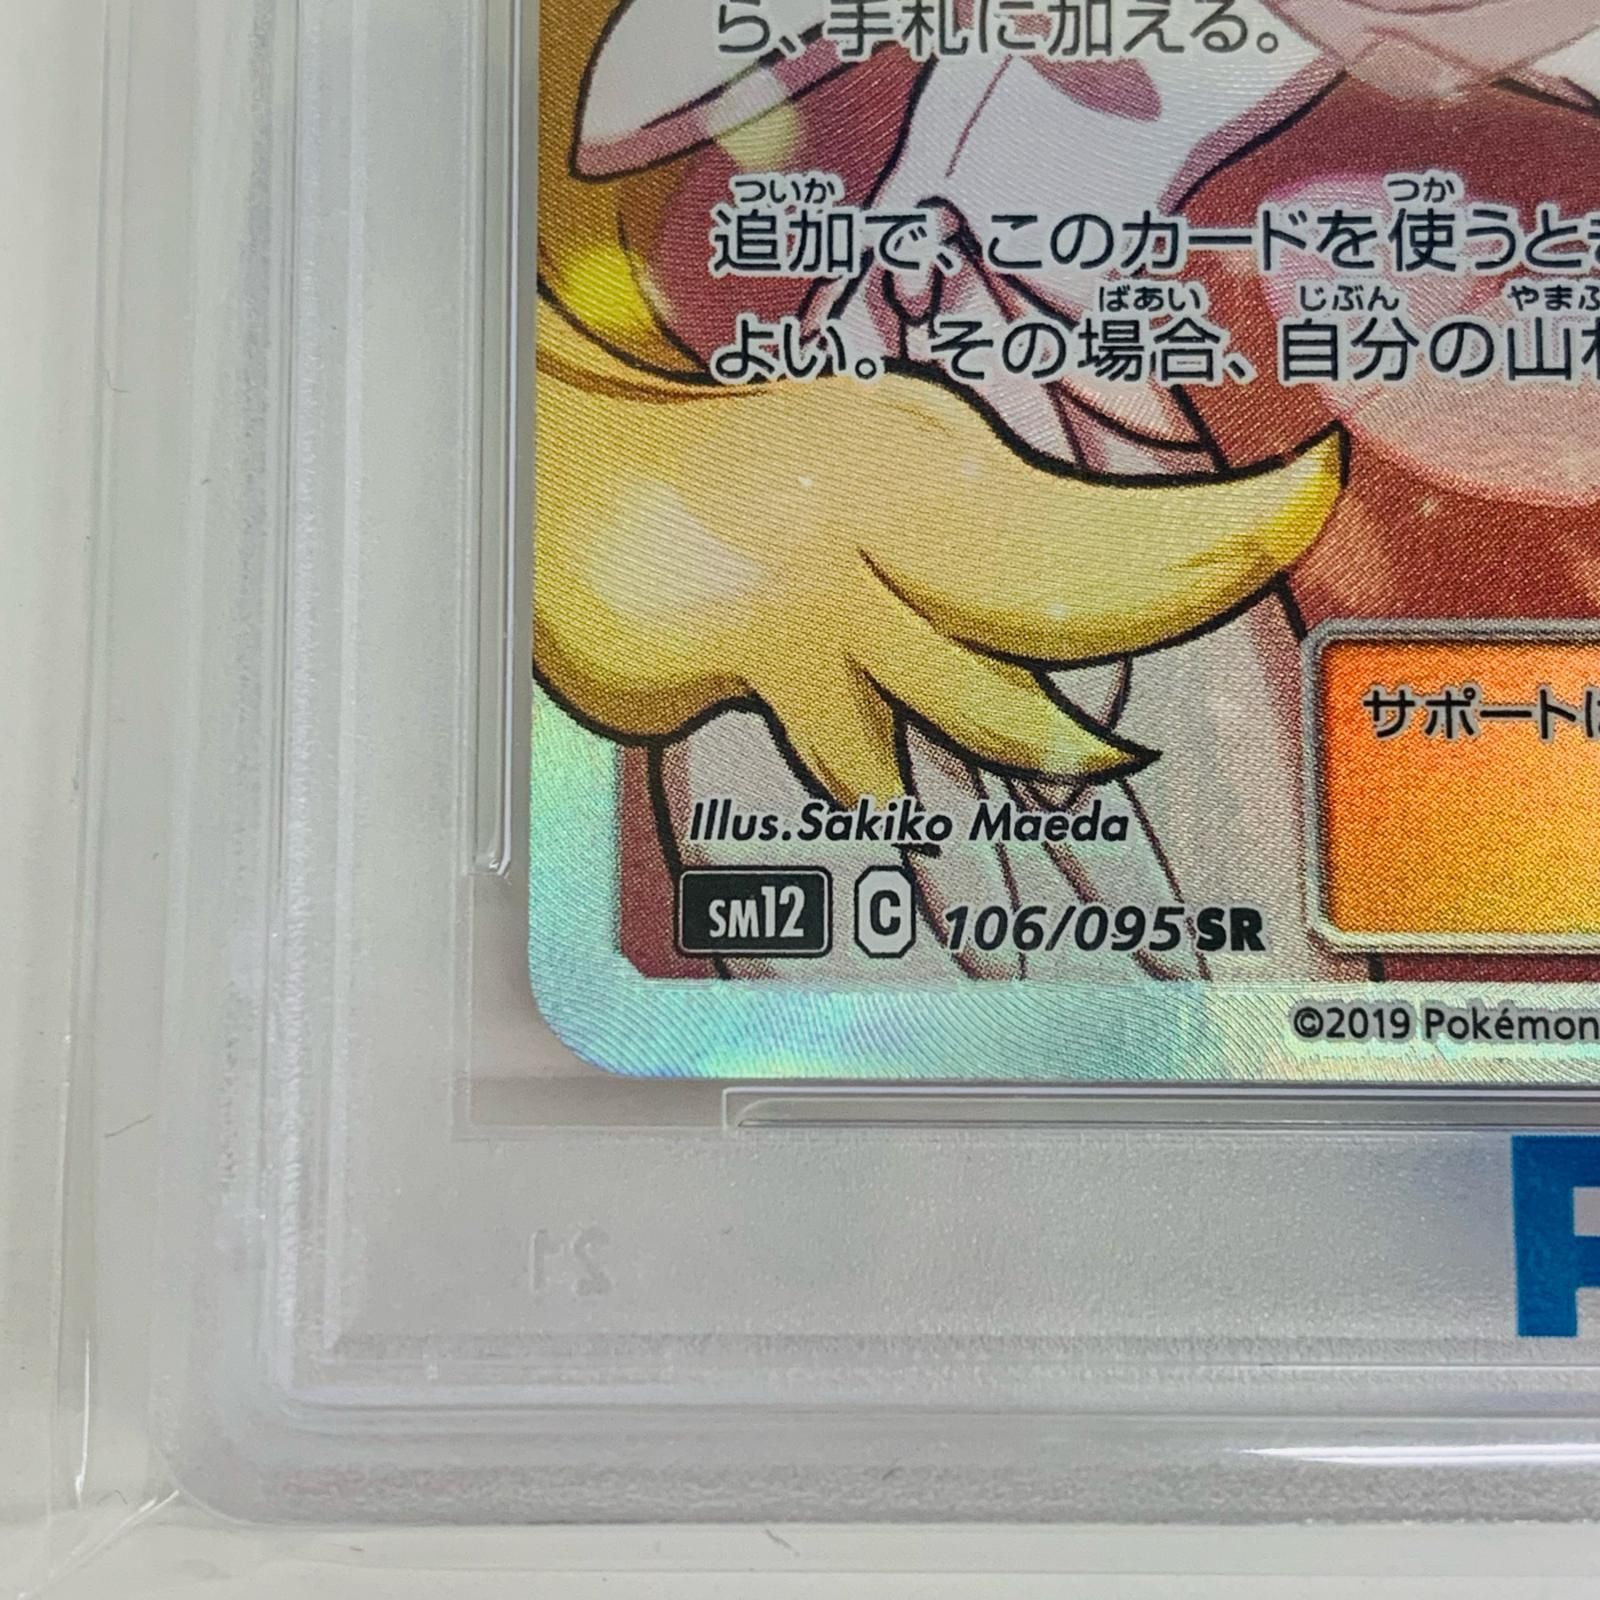 ら、手札に加える。
ついか つか
追加で、このカードを使うとき
ばあい じぶん やまふ
よい。その場合、自分の山札
サポートは
Illus.Sakiko Maeda
SM12 C 106/095 SR
©2019 Pokémon
21